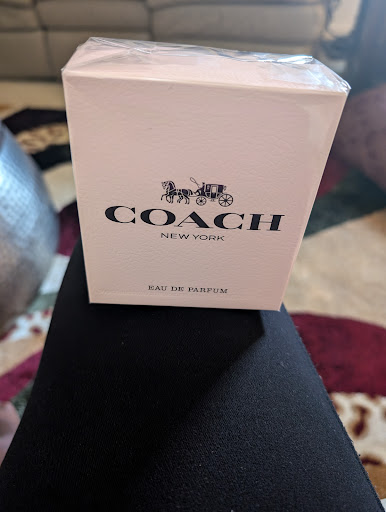 COACH
NEW YORK
EAU DE PARFUM